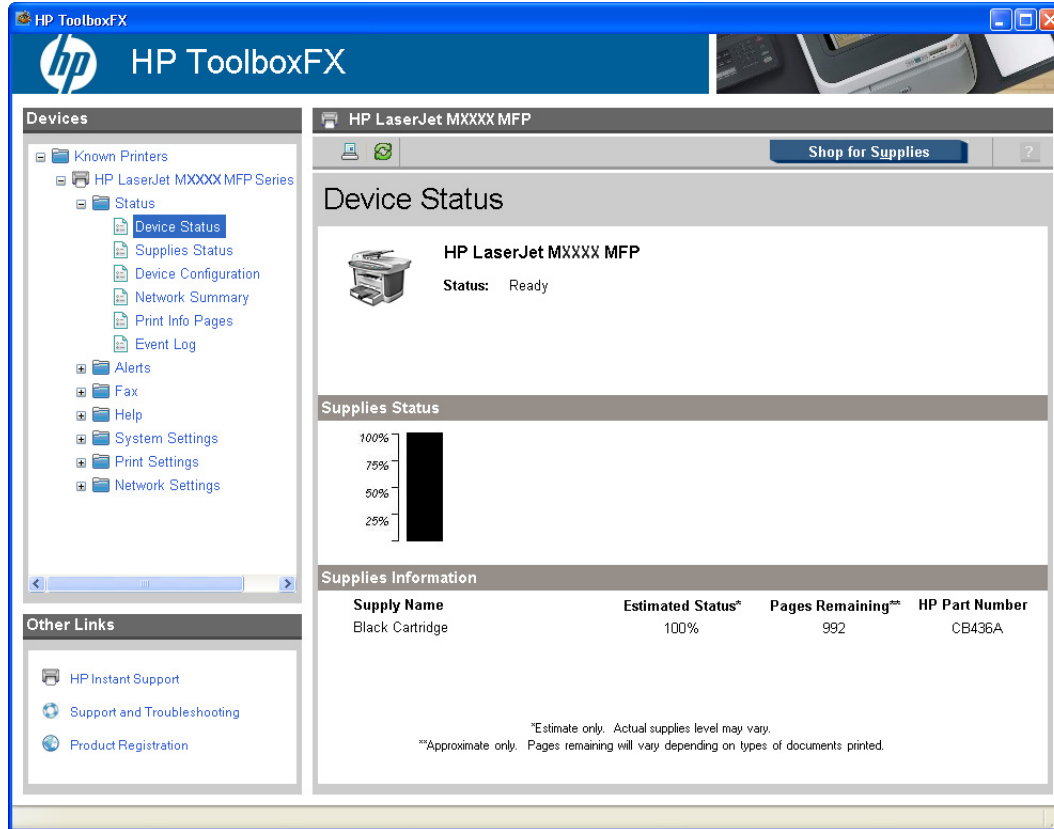 HP ToolboxFX
hp HP ToolboxFX
Devices
Known Printers
HP LaserJet MXXXX MFP Series
Status
Device Status
Supplies Status
Device Configuration
Network Summary
Print Info Pages
Event Log
Alerts
Fax
Help
System Settings
Print Settings
Network Settings
Other Links
HP Instant Support
Support and Troubleshooting
Product Registration
HP LaserJet MXXXX MFP
Shop for Supplies ?
Device Status
HP LaserJet MXXXX MFP
Status: Ready
Supplies Status
100%
75%
50%
25%
Supplies Information
Supply Name Estimated Status* Pages Remaining** HP Part Number
Black Cartridge 100% 992 CB436A
*Estimate only. Actual supplies level may vary.
**Approximate only. Pages remaining will vary depending on types of documents printed.